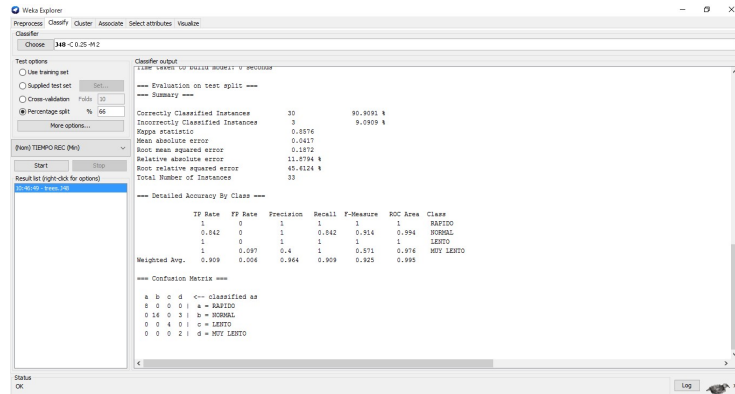 Weka Explorer
Preprocess Classify Cluster Associate Select attributes Visualize
Classifier
Choose J48 -C 0.25 -M 2
Test options
Use training set
Supplied test set Set...
Cross-validation Folds 10
Percentage split % 66
More options...
(Nom) TIEMPO REC (Min)
Start Stop
Result list (right-click for options)
10:46:49 - trees.J48
Classifier output
Time taken to build model: 0 seconds
=== Evaluation on test split ===
=== Summary ===
Correctly Classified Instances 30 90.9091 %
Incorrectly Classified Instances 3 9.0909 %
Kappa statistic 0.8576
Mean absolute error 0.0417
Root mean squared error 0.1872
Relative absolute error 11.8794 %
Root relative squared error 45.6124 %
Total Number of Instances 33
=== Detailed Accuracy By Class ===
TP Rate FP Rate Precision Recall F-Measure ROC Area Class
1 0 1 1 1 1 RAPIDO
0.842 0 1 0.842 0.914 0.994 NORMAL
1 0 1 1 1 1 LENTO
1 0.097 0.4 1 0.571 0.976 MUY LENTO
Weighted Avg. 0.909 0.006 0.964 0.909 0.925 0.995
=== Confusion Matrix ===
a b c d <-- classified as
8 0 0 0 | a = RAPIDO
0 16 0 3 | b = NORMAL
0 0 4 0 | c = LENTO
0 0 0 2 | d = MUY LENTO
Status
OK
Log
x 0